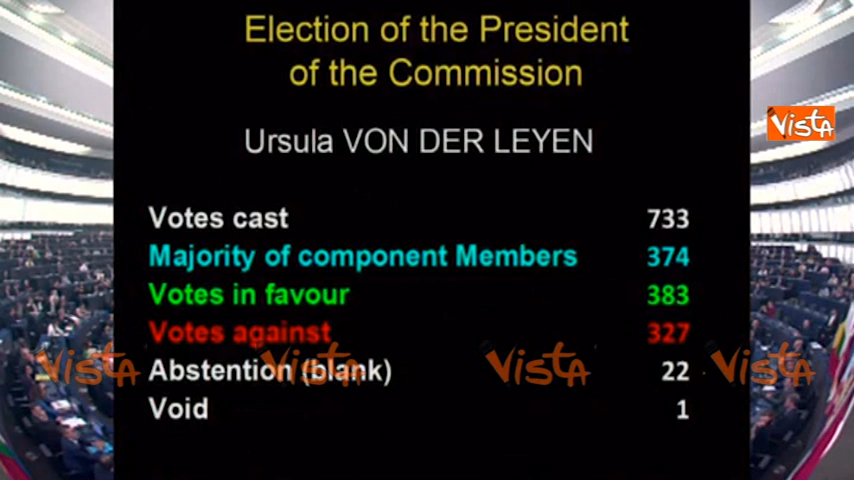 Election of the President
of the Commission
Ursula VON DER LEYEN
Votes cast 733
Majority of component Members 374
Votes in favour 383
Votes against 327
Abstention (blank) 22
Void 1
VISTA
VISTA VISTA VISTA VISTA